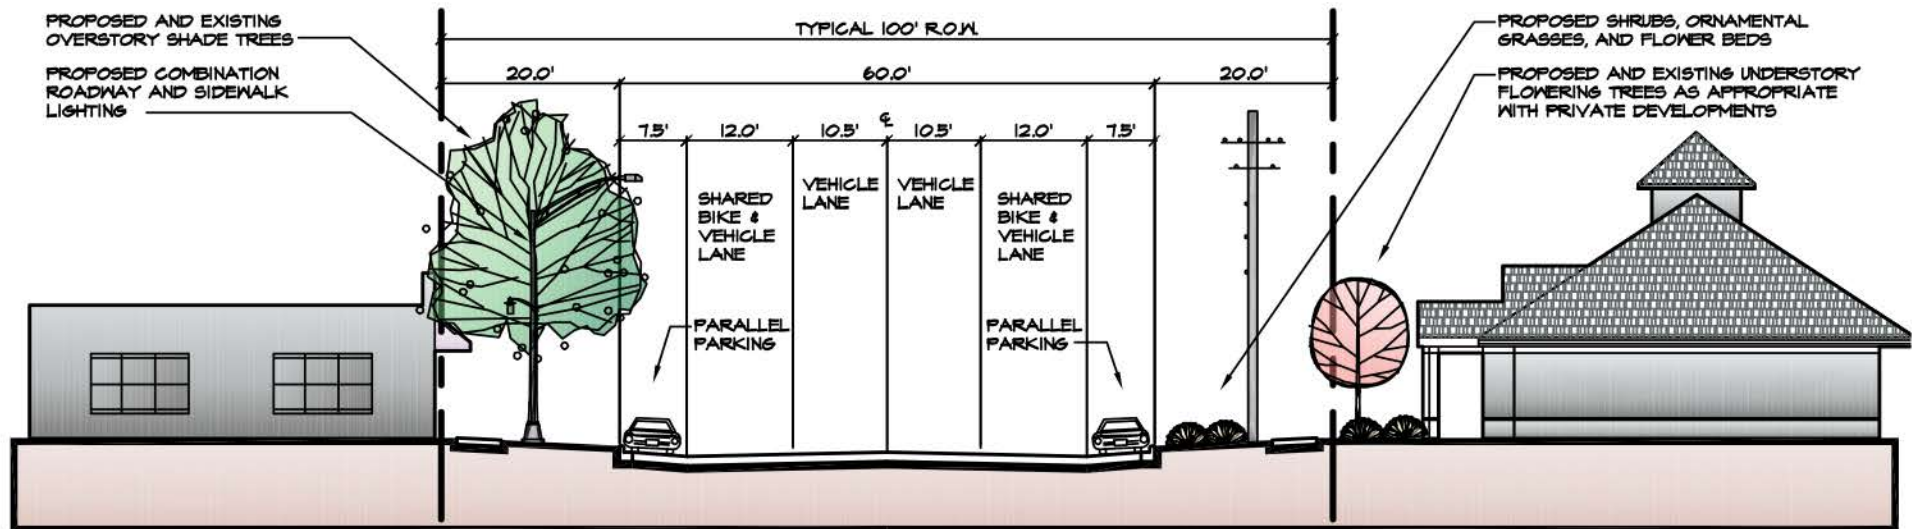 PROPOSED AND EXISTING
OVERSTORY SHADE TREES
PROPOSED COMBINATION
ROADWAY AND SIDEWALK
LIGHTING
TYPICAL 100' R.O.W.
20.0'
60.0'
20.0'
7.5'
12.0'
10.5'
℄
10.5'
12.0'
7.5'
PROPOSED SHRUBS, ORNAMENTAL
GRASSES, AND FLOWER BEDS
PROPOSED AND EXISTING UNDERSTORY
FLOWERING TREES AS APPROPRIATE
WITH PRIVATE DEVELOPMENTS
SHARED
BIKE &
VEHICLE
LANE
VEHICLE
LANE
VEHICLE
LANE
SHARED
BIKE &
VEHICLE
LANE
PARALLEL
PARKING
PARALLEL
PARKING